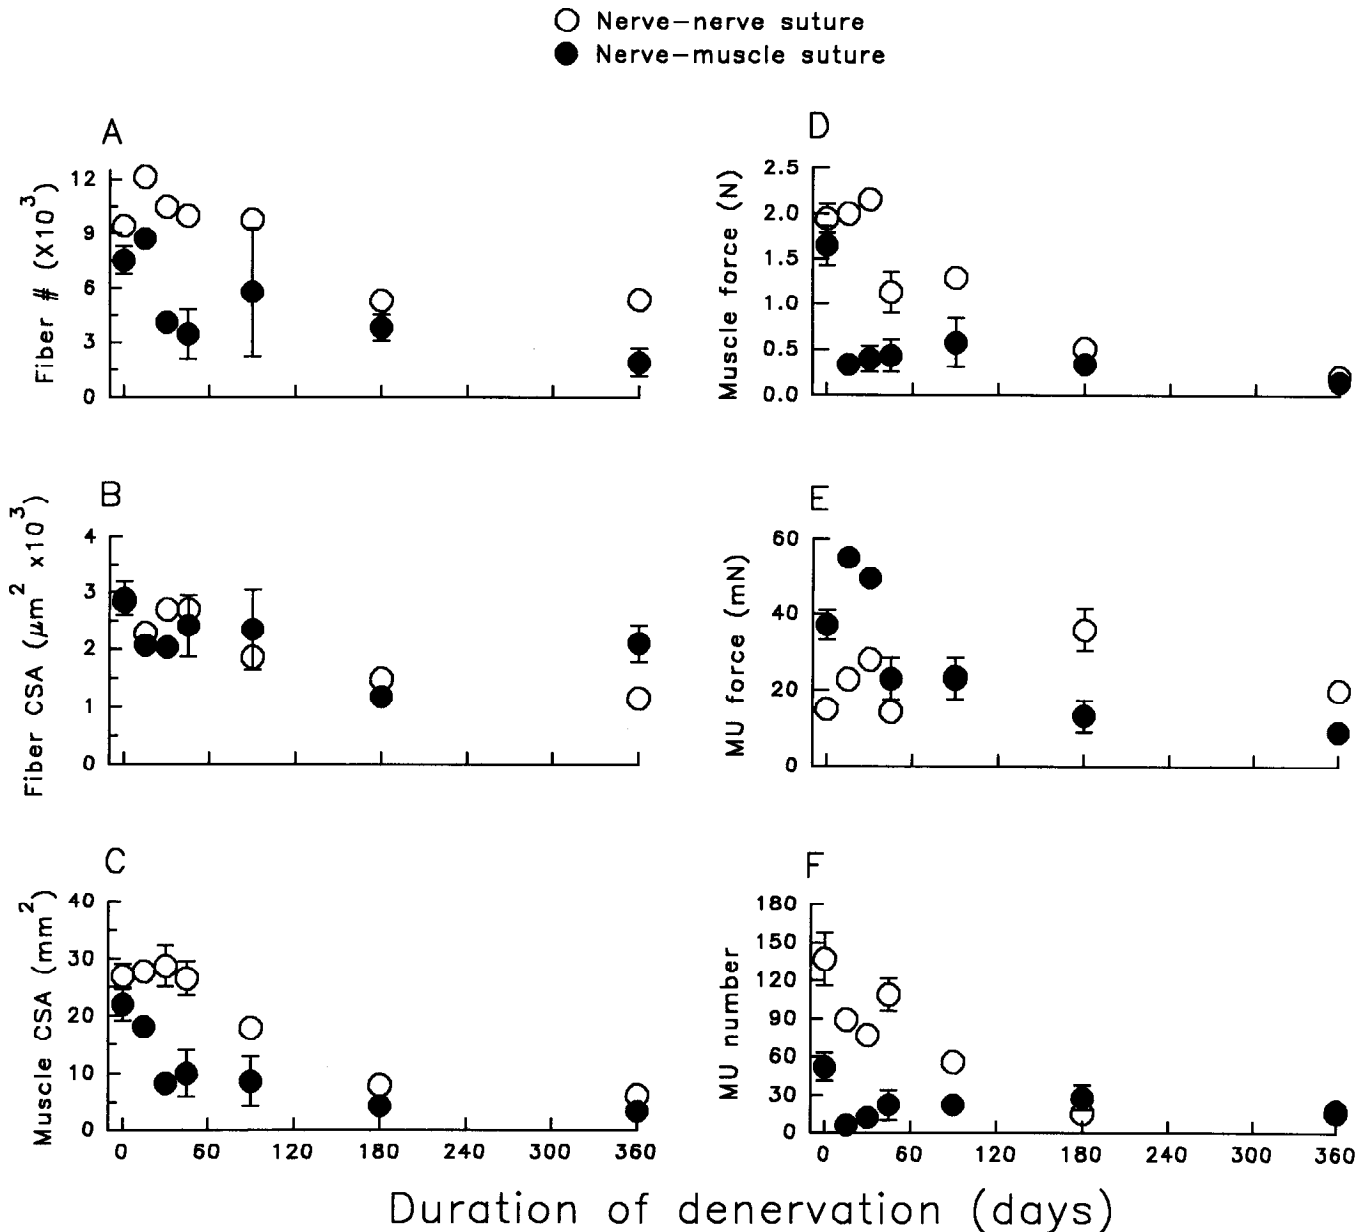 Nerve-nerve suture
Nerve-muscle suture
A
Fiber # (X10³)
12
9
6
3
0
B
Fiber CSA (μm² x10³)
4
3
2
1
0
C
Muscle CSA (mm²)
40
30
20
10
0
0 60 120 180 240 300 360
D
Muscle force (N)
2.5
2.0
1.5
1.0
0.5
0.0
E
MU force (mN)
60
40
20
0
F
MU number
180
150
120
90
60
30
0
0 60 120 180 240 300 360
Duration of denervation (days)